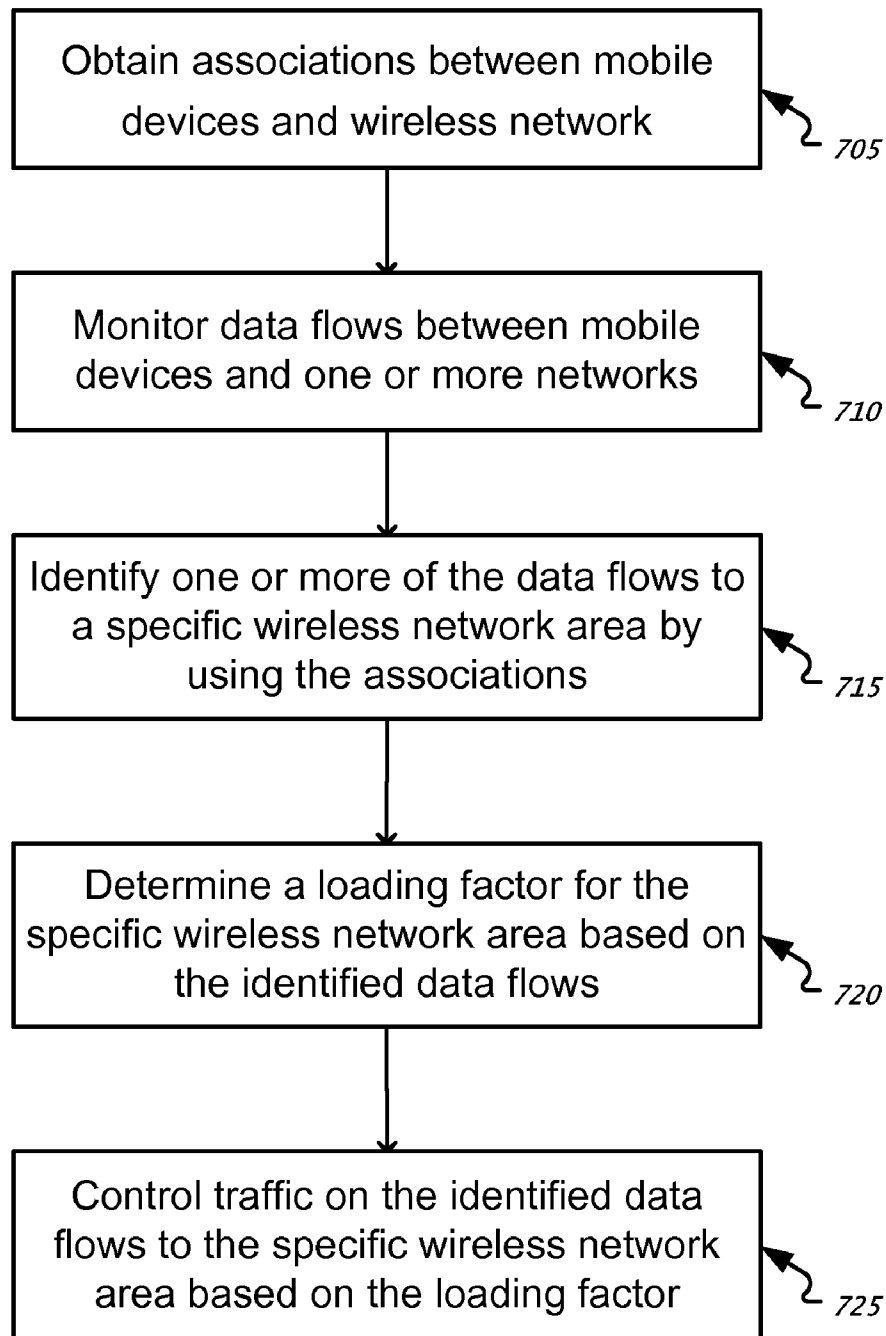 Obtain associations between mobile
devices and wireless network
705
Monitor data flows between mobile
devices and one or more networks
710
Identify one or more of the data flows to
a specific wireless network area by
using the associations
715
Determine a loading factor for the
specific wireless network area based on
the identified data flows
720
Control traffic on the identified data
flows to the specific wireless network
area based on the loading factor
725